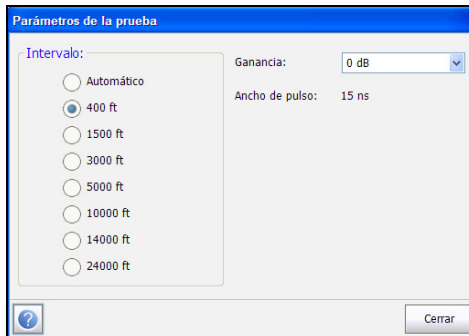 Parámetros de la prueba
Intervalo:
Automático
400 ft
1500 ft
3000 ft
5000 ft
10000 ft
14000 ft
24000 ft
Ganancia:
0 dB
Ancho de pulso:
15 ns
?
Cerrar